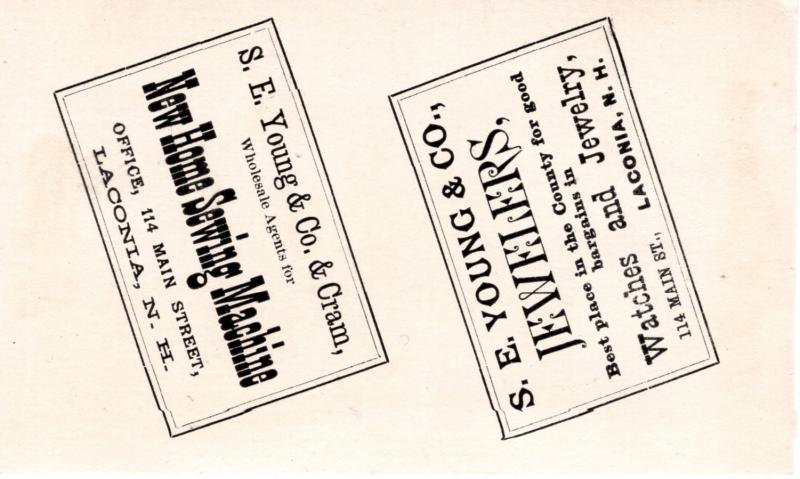 S. E. Young & Co. & Cram,
Wholesale Agents for
New Home Sewing Machine
OFFICE, 114 MAIN STREET,
LACONIA, N. H.
S. E. YOUNG & CO.,
JEWELERS,
Best place in the County for good
bargains in
Watches and Jewelry,
114 MAIN ST., LACONIA, N. H.